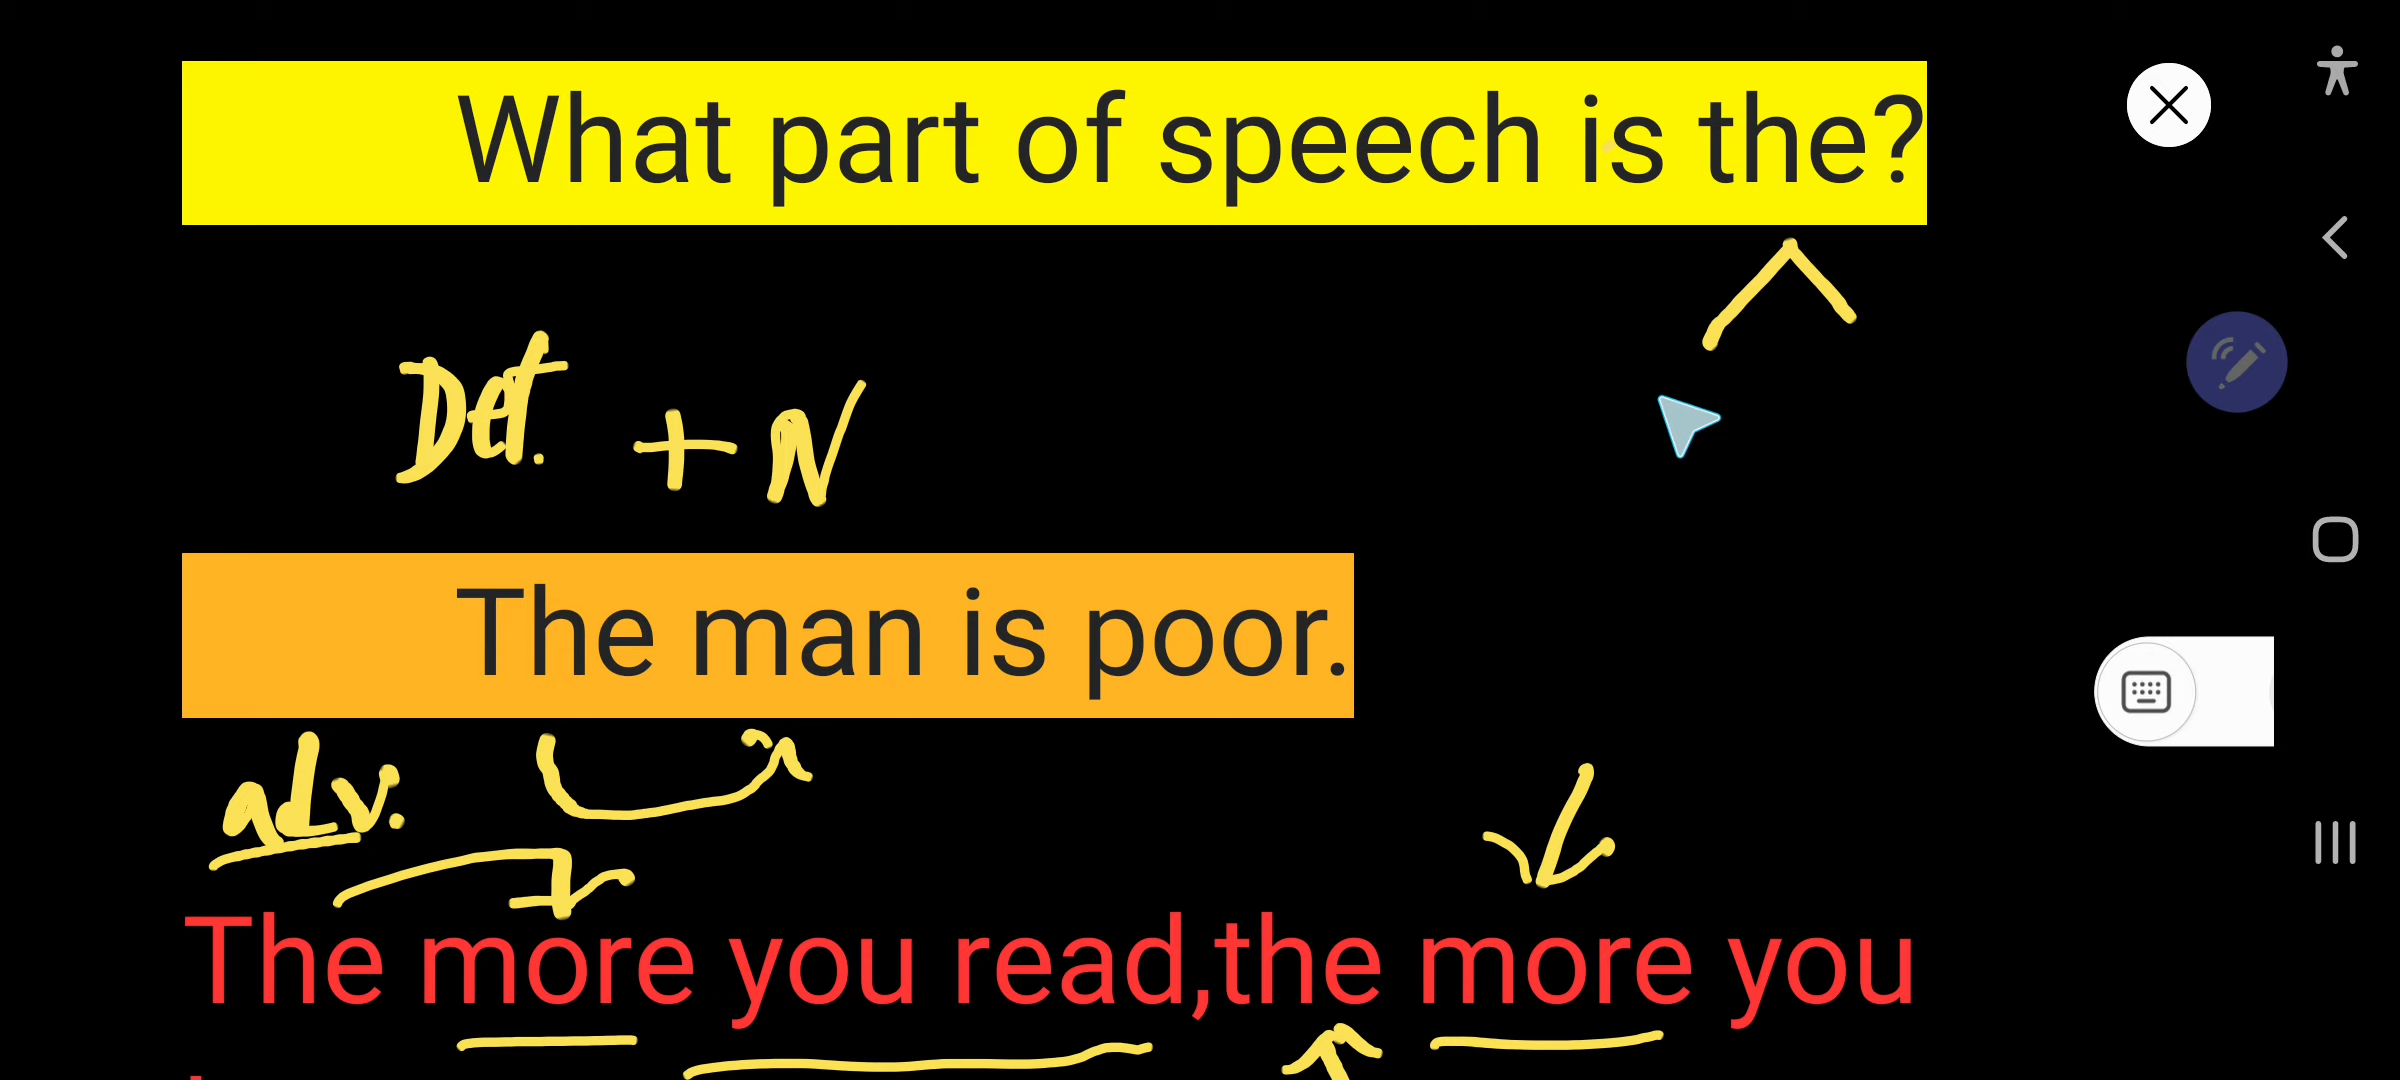 What part of speech is the?
Det. + N
The man is poor.
adv.
The more you read,the more you